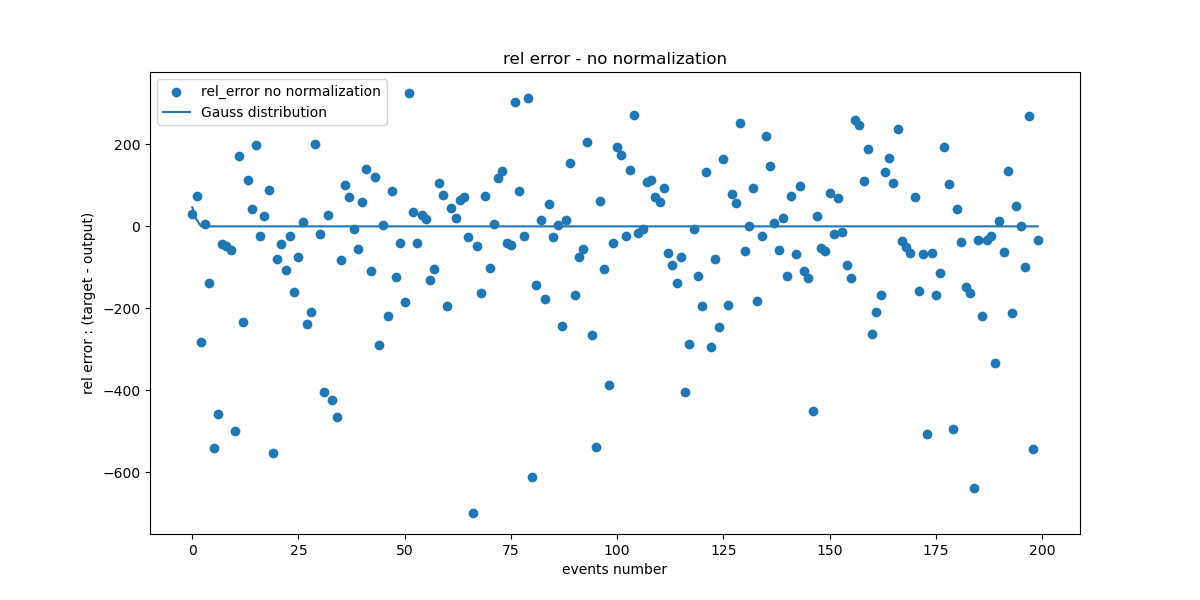 rel error - no normalization
rel_error no normalization
Gauss distribution
200
0
−200
−400
−600
rel error : (target - output)
0 25 50 75 100 125 150 175 200
events number